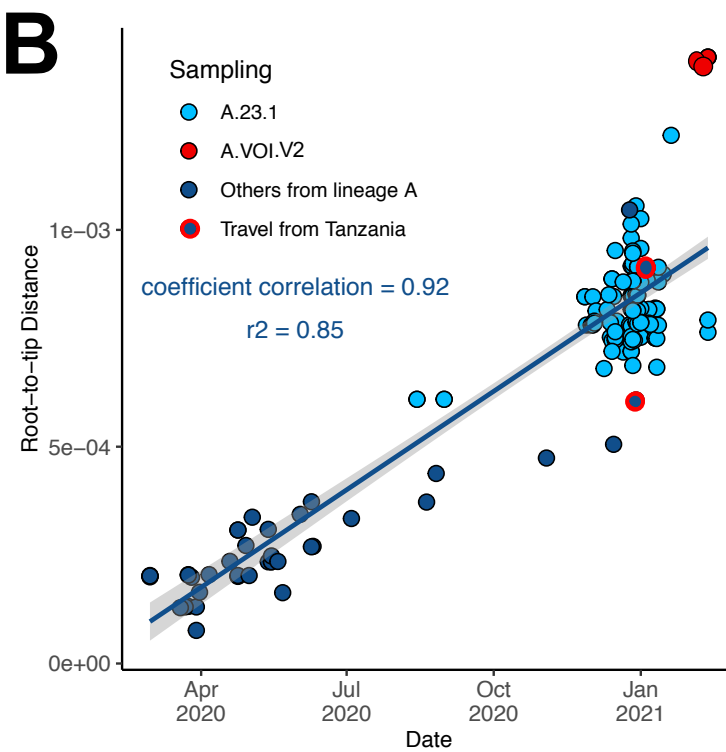 B
Sampling
A.23.1
A.VOI.V2
Others from lineage A
Travel from Tanzania
coefficient correlation = 0.92
r2 = 0.85
Root-to-tip Distance
1e−03
5e−04
0e+00
Apr
2020
Jul
2020
Oct
2020
Jan
2021
Date